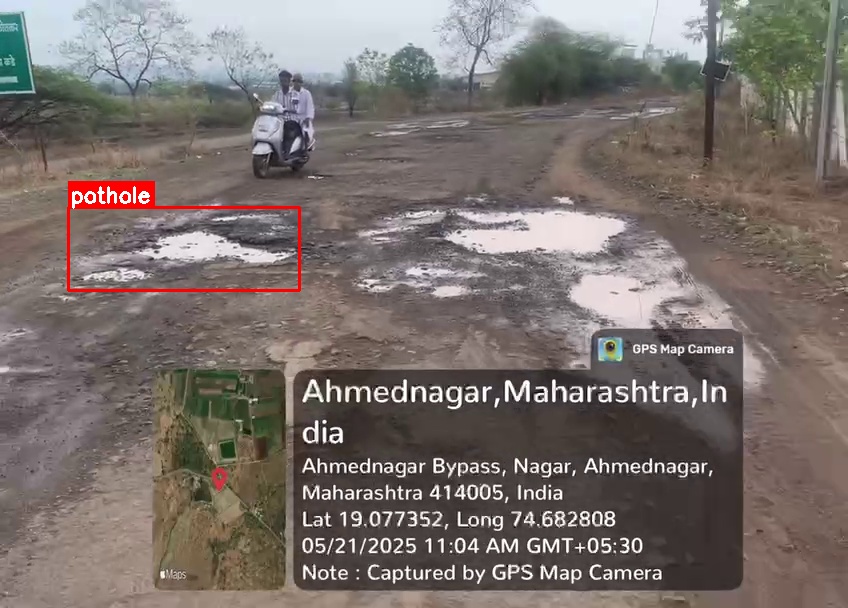 pothole
GPS Map Camera
Ahmednagar,Maharashtra,In
dia
Ahmednagar Bypass, Nagar, Ahmednagar,
Maharashtra 414005, India
Lat 19.077352, Long 74.682808
05/21/2025 11:04 AM GMT+05:30
Note : Captured by GPS Map Camera
Maps